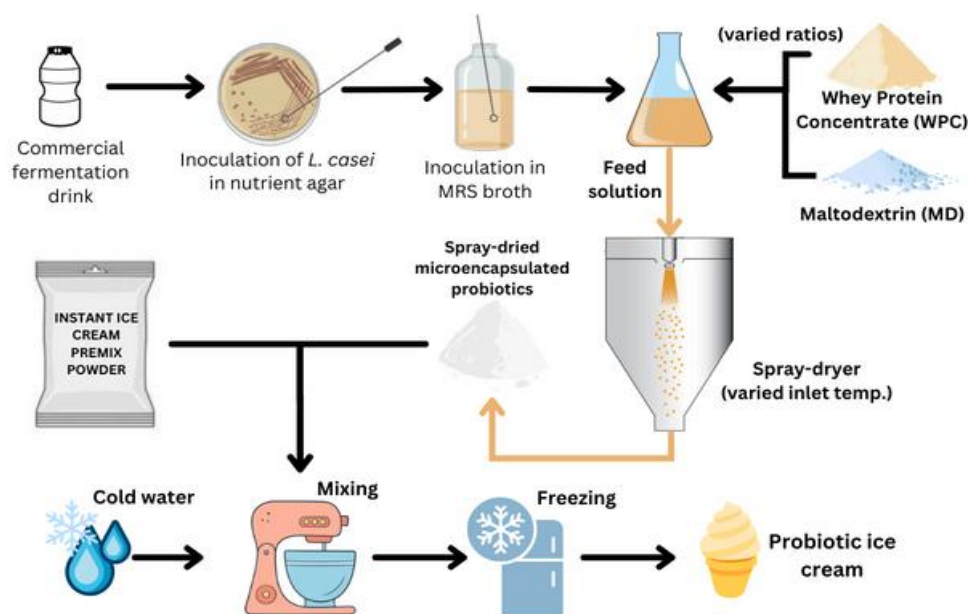 Commercial
fermentation
drink
Inoculation of L. casei
in nutrient agar
Inoculation in
MRS broth
Feed
solution
(varied ratios)
Whey Protein
Concentrate (WPC)
Maltodextrin (MD)
INSTANT ICE
CREAM
PREMIX
POWDER
Spray-dried
microencapsulated
probiotics
Spray-dryer
(varied inlet temp.)
Cold water
Mixing
Freezing
Probiotic ice
cream